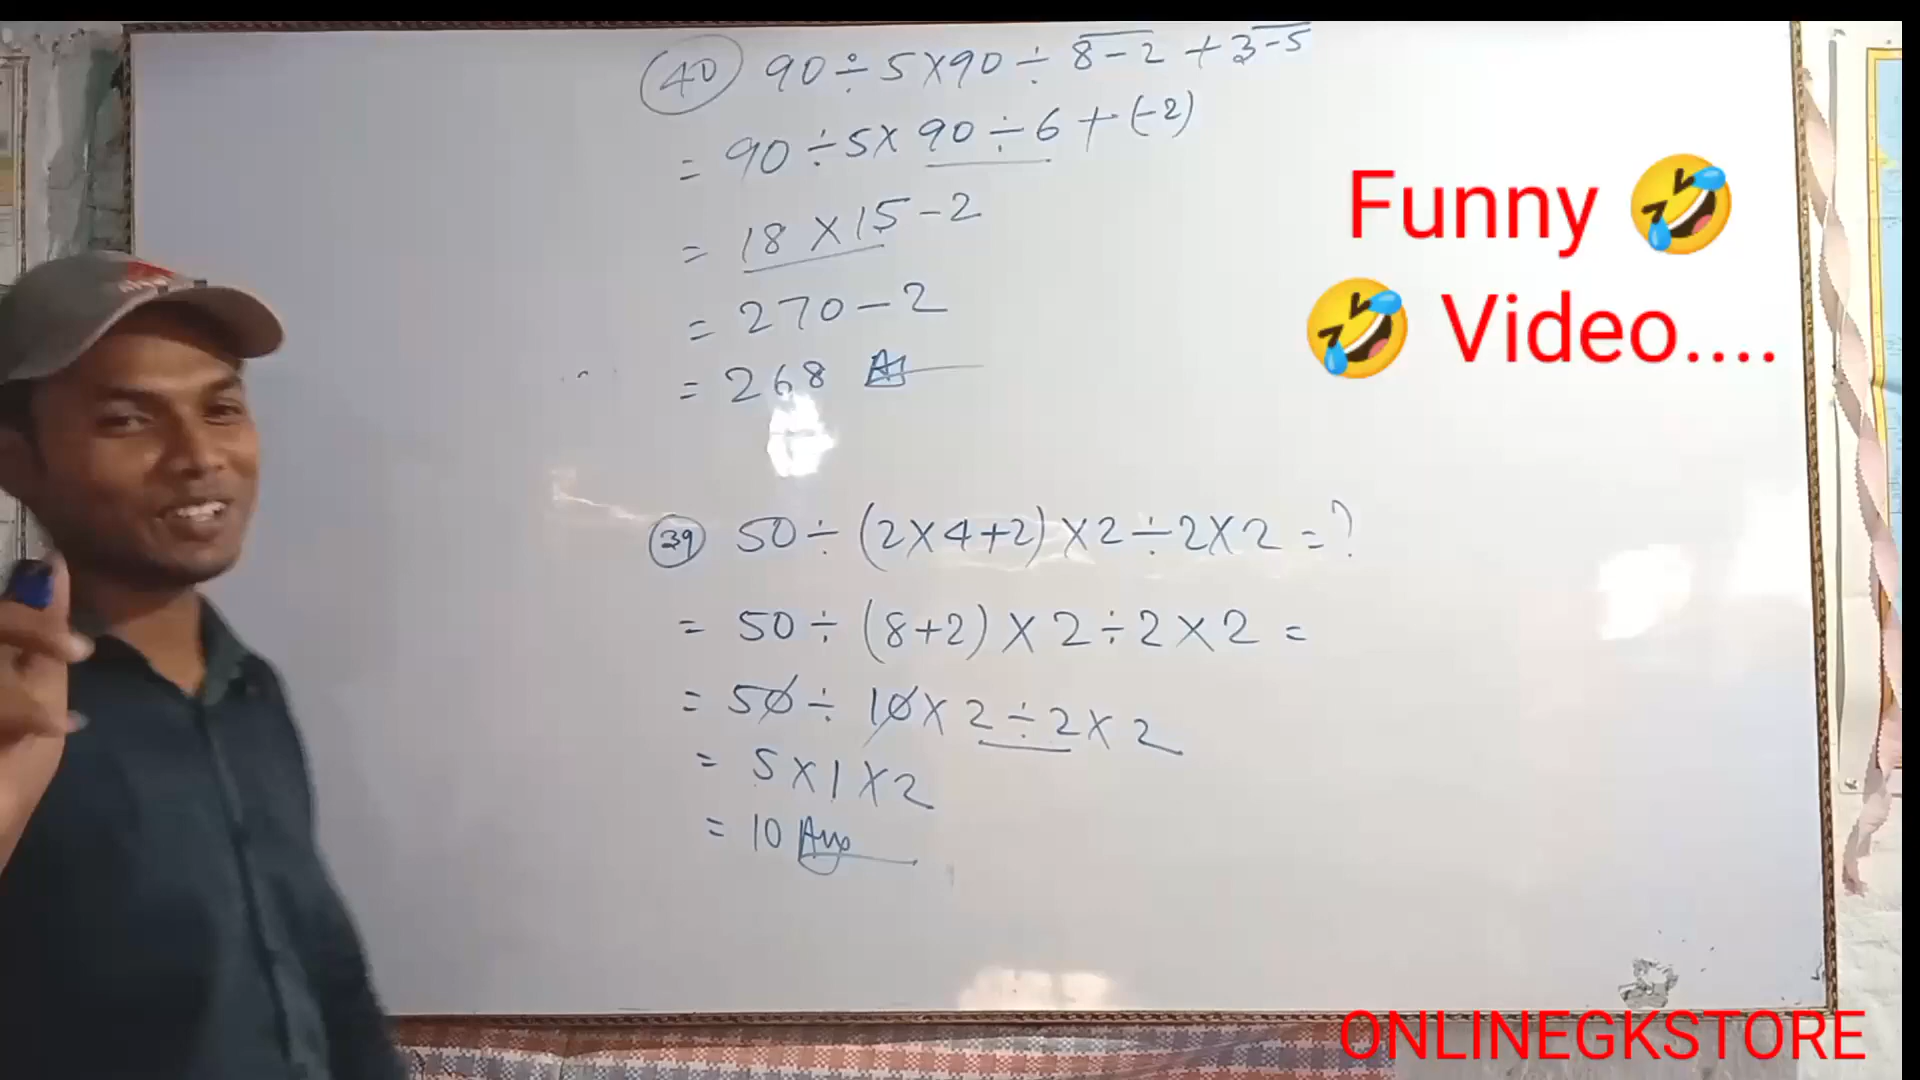 40 90÷5×90÷8-2+3-5
= 90÷5×90÷6+(-2)
= 18×15-2
= 270-2
= 268 A
Funny 🤣
🤣 Video....
39 50÷(2×4+2)×2÷2×2=?
= 50÷(8+2)×2÷2×2=
= 50÷10×2÷2×2
= 5×1×2
= 10 Ans
ONLINEGKSTORE